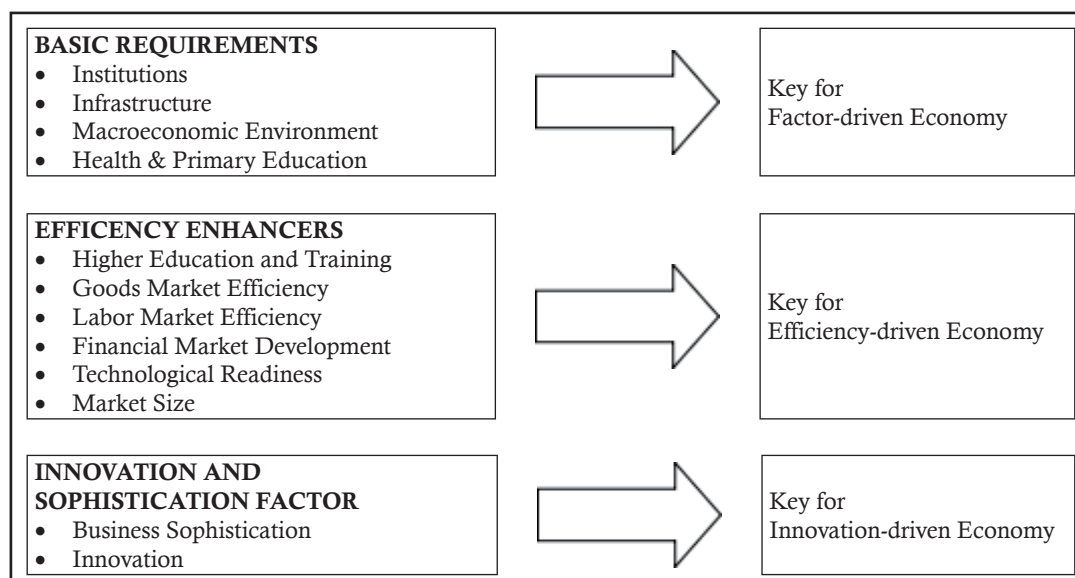 BASIC REQUIREMENTS
• Institutions
• Infrastructure
• Macroeconomic Environment
• Health & Primary Education
Key for
Factor-driven Economy
EFFICENCY ENHANCERS
• Higher Education and Training
• Goods Market Efficiency
• Labor Market Efficiency
• Financial Market Development
• Technological Readiness
• Market Size
Key for
Efficiency-driven Economy
INNOVATION AND
SOPHISTICATION FACTOR
• Business Sophistication
• Innovation
Key for
Innovation-driven Economy